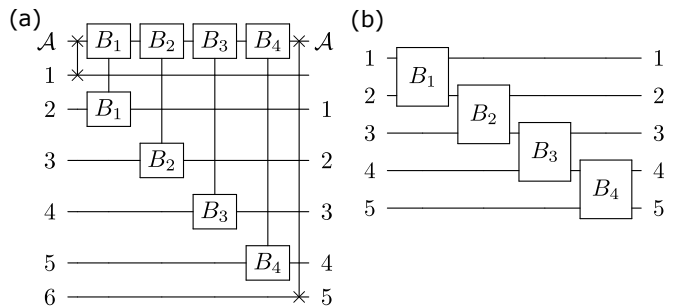 (a)
𝒜 B₁ B₂ B₃ B₄ 𝒜
1
2 B₁ 1
3 B₂ 2
4 B₃ 3
5 B₄ 4
6 5
(b)
1 B₁ 1
2 B₂ 2
3 B₃ 3
4 B₄ 4
5 5